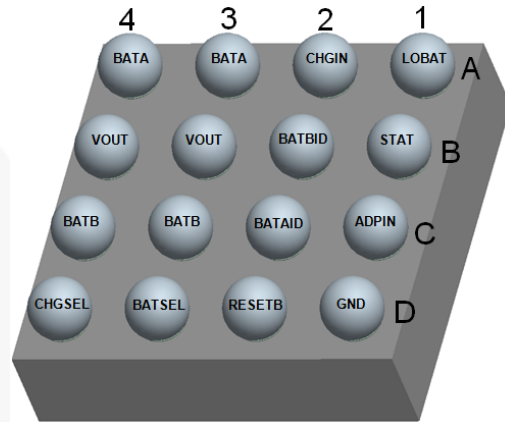 4 3 2 1
BATA BATA CHGIN LOBAT A
VOUT VOUT BATBID STAT B
BATB BATB BATAID ADPIN C
CHGSEL BATSEL RESETB GND D